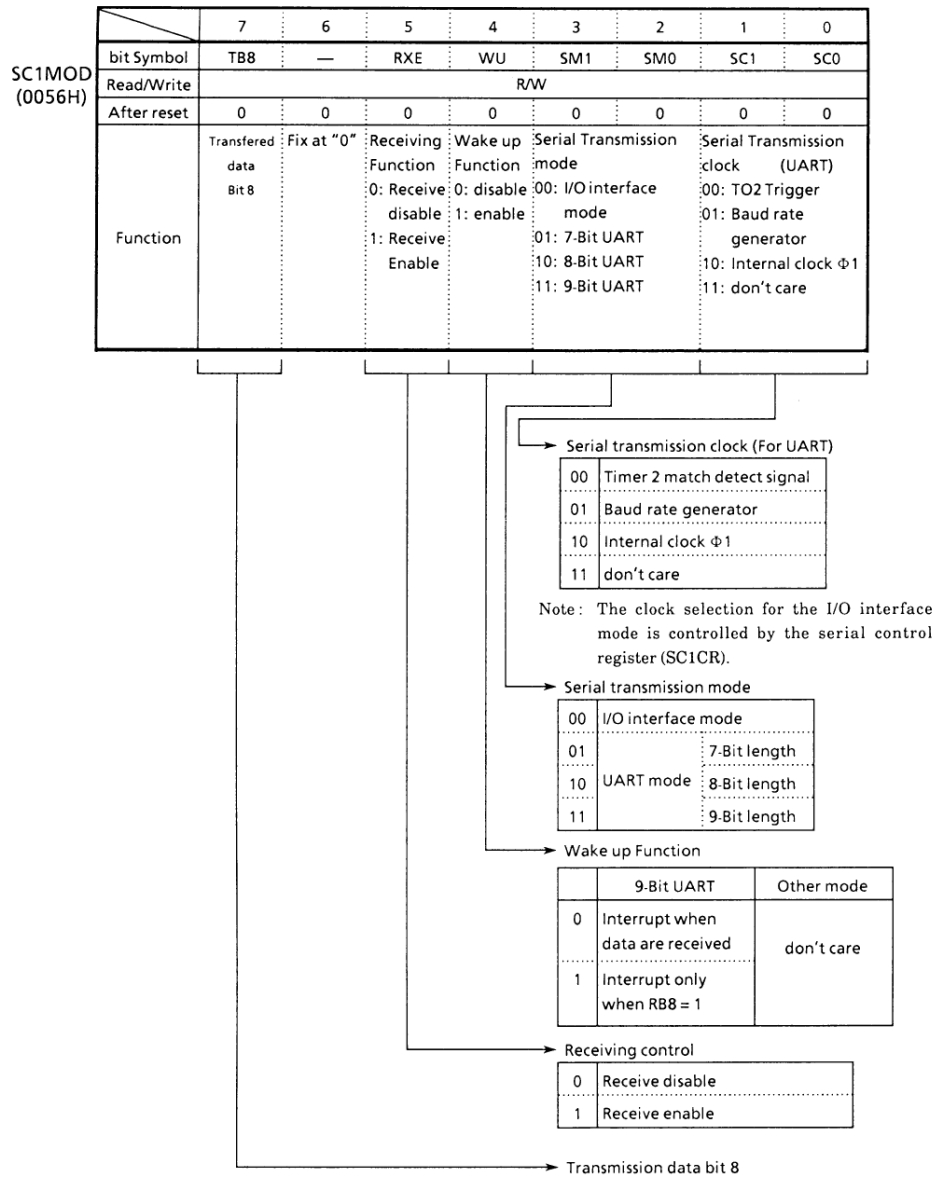 7 6 5 4 3 2 1 0
SC1MOD
(0056H)
bit Symbol TB8 — RXE WU SM1 SM0 SC1 SC0
Read/Write R/W
After reset 0 0 0 0 0 0 0 0
Function
Transfered
data
Bit 8
Fix at "0"
Receiving
Function
0: Receive
disable
1: Receive
Enable
Wake up
Function
0: disable
1: enable
Serial Transmission
mode
00: I/O interface
mode
01: 7-Bit UART
10: 8-Bit UART
11: 9-Bit UART
Serial Transmission
clock (UART)
00: TO2 Trigger
01: Baud rate
generator
10: Internal clock Φ1
11: don't care
Serial transmission clock (For UART)
00 Timer 2 match detect signal
01 Baud rate generator
10 Internal clock Φ1
11 don't care
Note : The clock selection for the I/O interface
mode is controlled by the serial control
register (SC1CR).
Serial transmission mode
00 I/O interface mode
01 7-Bit length
10 UART mode 8-Bit length
11 9-Bit length
Wake up Function
9-Bit UART Other mode
0 Interrupt when
data are received
don't care
1 Interrupt only
when RB8 = 1
Receiving control
0 Receive disable
1 Receive enable
Transmission data bit 8